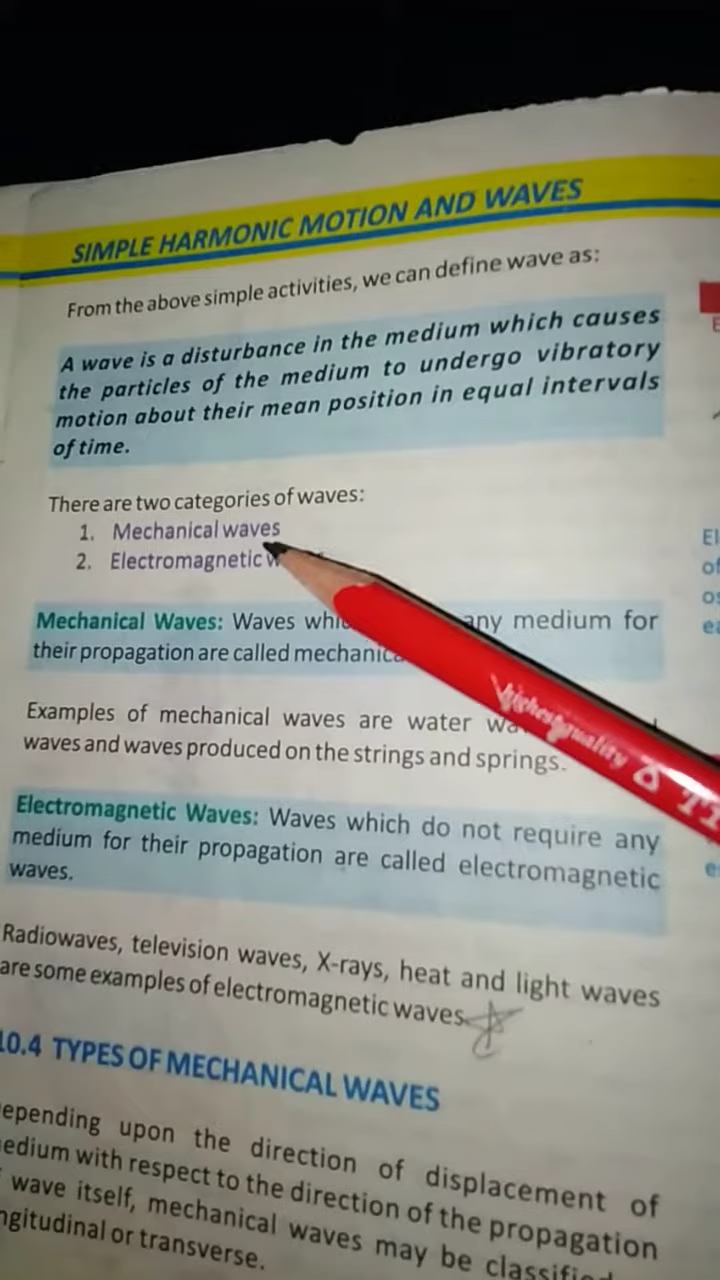 SIMPLE HARMONIC MOTION AND WAVES
From the above simple activities, we can define wave as:
A wave is a disturbance in the medium which causes
the particles of the medium to undergo vibratory
motion about their mean position in equal intervals
of time.
There are two categories of waves:
1. Mechanical waves
2. Electromagnetic
Mechanical Waves: Waves any medium for
their propagation are called
Examples of mechanical waves are water
waves and waves produced on the strings and springs.
Electromagnetic Waves: Waves which do not require any
medium for their propagation are called electromagnetic
waves.
Radiowaves, television waves, X-rays, heat and light waves
are some examples of electromagnetic waves
10.4 TYPES OF MECHANICAL WAVES
epending upon the direction of displacement of
edium with respect to the direction of the propagation
wave itself, mechanical waves may be classifi
ngitudinal or transverse.
highest quality